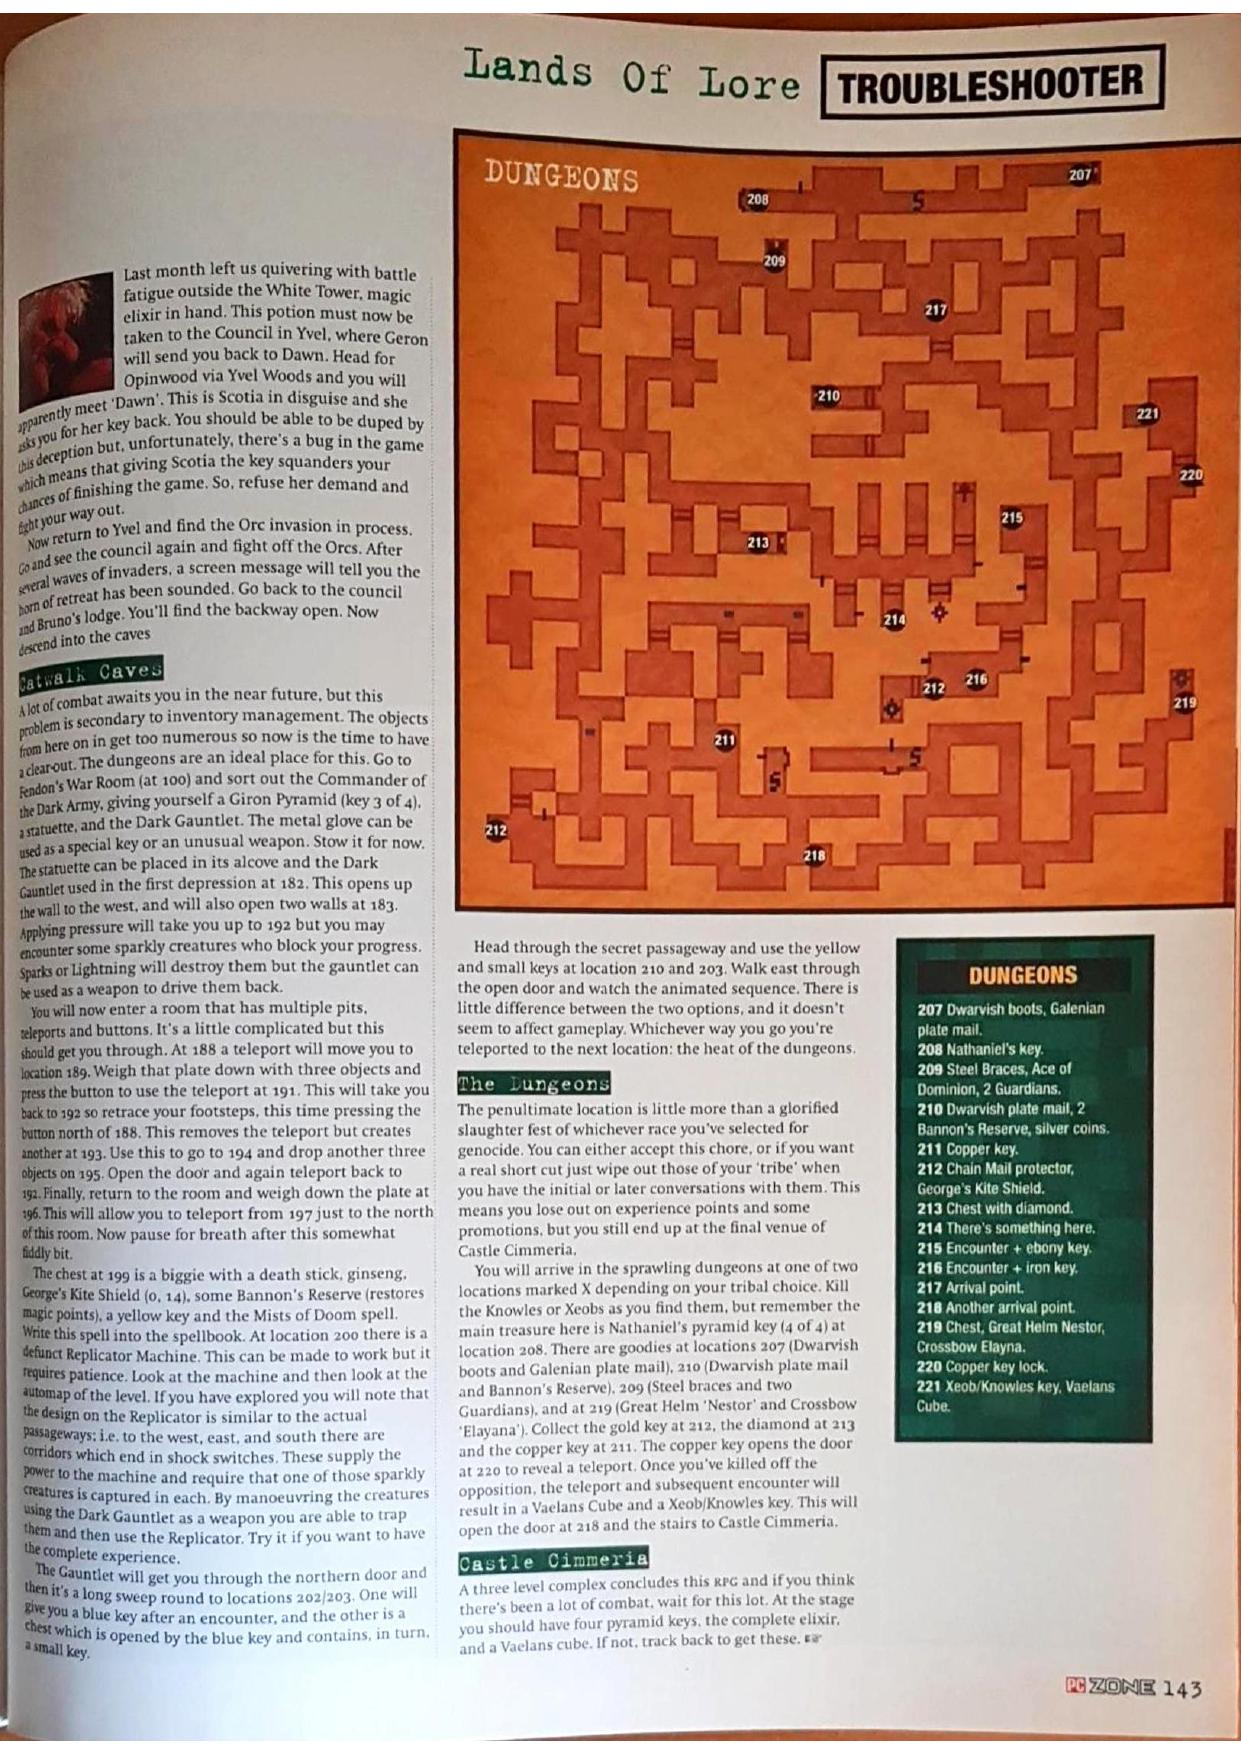 Lands Of Lore TROUBLESHOOTER
DUNGEONS
207
208
209
217
210
221
220
215
213
214
216
212
219
211
212
218
Last month left us quivering with battle
fatigue outside the White Tower, magic
elixir in hand. This potion must now be
taken to the Council in Yvel, where Geron
will send you back to Dawn. Head for
Opinwood via Yvel Woods and you will
apparently meet 'Dawn'. This is Scotia in disguise and she
asks you for her key back. You should be able to be duped by
this deception but, unfortunately, there's a bug in the game
which means that giving Scotia the key squanders your
chances of finishing the game. So, refuse her demand and
fight your way out.
Now return to Yvel and find the Orc invasion in process.
Go and see the council again and fight off the Orcs. After
several waves of invaders, a screen message will tell you the
horn of retreat has been sounded. Go back to the council
and Bruno's lodge. You'll find the backway open. Now
descend into the caves
Catwalk Caves
A lot of combat awaits you in the near future, but this
problem is secondary to inventory management. The objects
from here on in get too numerous so now is the time to have
a clear-out. The dungeons are an ideal place for this. Go to
Fendon's War Room (at 100) and sort out the Commander of
the Dark Army, giving yourself a Giron Pyramid (key 3 of 4),
a statuette, and the Dark Gauntlet. The metal glove can be
used as a special key or an unusual weapon. Stow it for now.
The statuette can be placed in its alcove and the Dark
Gauntlet used in the first depression at 182. This opens up
the wall to the west, and will also open two walls at 183.
Applying pressure will take you up to 192 but you may
encounter some sparkly creatures who block your progress.
Sparks or Lightning will destroy them but the gauntlet can
be used as a weapon to drive them back.
You will now enter a room that has multiple pits,
teleports and buttons. It's a little complicated but this
should get you through. At 188 a teleport will move you to
location 189. Weigh that plate down with three objects and
press the button to use the teleport at 191. This will take you
back to 192 so retrace your footsteps, this time pressing the
button north of 188. This removes the teleport but creates
another at 193. Use this to go to 194 and drop another three
objects on 195. Open the door and again teleport back to
192. Finally, return to the room and weigh down the plate at
196. This will allow you to teleport from 197 just to the north
of this room. Now pause for breath after this somewhat
fiddly bit.
The chest at 199 is a biggie with a death stick, ginseng,
George's Kite Shield (0, 14), some Bannon's Reserve (restores
magic points), a yellow key and the Mists of Doom spell.
Write this spell into the spellbook. At location 200 there is a
defunct Replicator Machine. This can be made to work but it
requires patience. Look at the machine and then look at the
automap of the level. If you have explored you will note that
the design on the Replicator is similar to the actual
passageways; i.e. to the west, east, and south there are
corridors which end in shock switches. These supply the
power to the machine and require that one of those sparkly
creatures is captured in each. By manoeuvring the creatures
using the Dark Gauntlet as a weapon you are able to trap
them and then use the Replicator. Try it if you want to have
the complete experience.
The Gauntlet will get you through the northern door and
then it's a long sweep round to locations 202/203. One will
give you a blue key after an encounter, and the other is a
chest which is opened by the blue key and contains, in turn,
a small key.
Head through the secret passageway and use the yellow
and small keys at location 210 and 203. Walk east through
the open door and watch the animated sequence. There is
little difference between the two options, and it doesn't
seem to affect gameplay. Whichever way you go you're
teleported to the next location: the heat of the dungeons.
The Dungeons
The penultimate location is little more than a glorified
slaughter fest of whichever race you've selected for
genocide. You can either accept this chore, or if you want
a real short cut just wipe out those of your 'tribe' when
you have the initial or later conversations with them. This
means you lose out on experience points and some
promotions, but you still end up at the final venue of
Castle Cimmeria.
You will arrive in the sprawling dungeons at one of two
locations marked X depending on your tribal choice. Kill
the Knowles or Xeobs as you find them, but remember the
main treasure here is Nathaniel's pyramid key (4 of 4) at
location 208. There are goodies at locations 207 (Dwarvish
boots and Galenian plate mail), 210 (Dwarvish plate mail
and Bannon's Reserve), 209 (Steel braces and two
Guardians), and at 219 (Great Helm 'Nestor' and Crossbow
'Elayana'). Collect the gold key at 212, the diamond at 213
and the copper key at 211. The copper key opens the door
at 220 to reveal a teleport. Once you've killed off the
opposition, the teleport and subsequent encounter will
result in a Vaelans Cube and a Xeob/Knowles key. This will
open the door at 218 and the stairs to Castle Cimmeria.
Castle Cimmeria
A three level complex concludes this RPG and if you think
there's been a lot of combat, wait for this lot. At the stage
you should have four pyramid keys, the complete elixir,
and a Vaelans cube. If not, track back to get these.
DUNGEONS
207 Dwarvish boots, Galenian
plate mail.
208 Nathaniel's key.
209 Steel Braces, Ace of
Dominion, 2 Guardians.
210 Dwarvish plate mail, 2
Bannon's Reserve, silver coins.
211 Copper key.
212 Chain Mail protector,
George's Kite Shield.
213 Chest with diamond.
214 There's something here.
215 Encounter + ebony key.
216 Encounter + iron key.
217 Arrival point.
218 Another arrival point.
219 Chest, Great Helm Nestor,
Crossbow Elayna.
220 Copper key lock.
221 Xeob/Knowles key, Vaelans
Cube.
PC ZONE 143